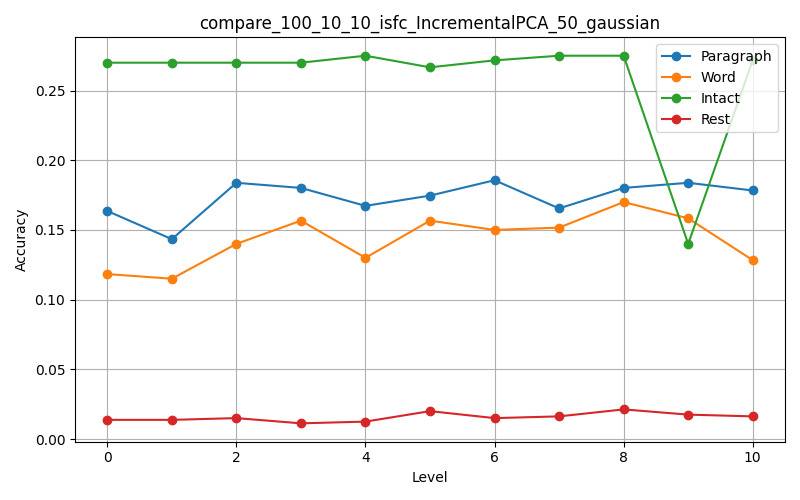 compare_100_10_10_isfc_IncrementalPCA_50_gaussian
Paragraph
Word
Intact
Rest
Accuracy
0.25
0.20
0.15
0.10
0.05
0.00
0 2 4 6 8 10
Level